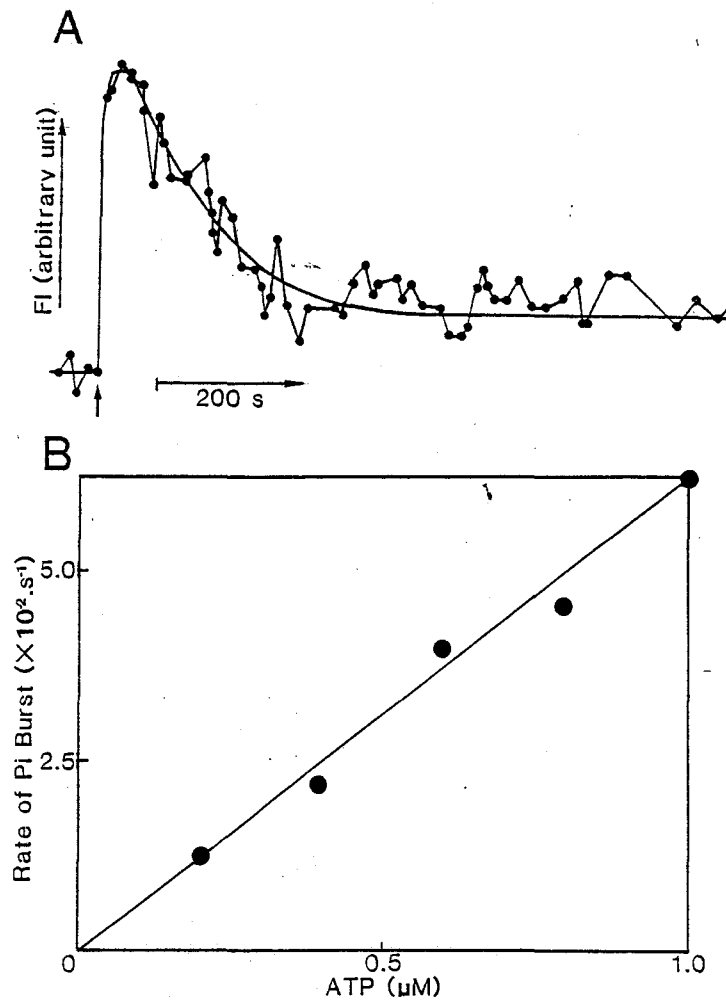 A
FI (arbitrary unit)
200 s
B
Rate of Pi Burst (×10⁻².s⁻¹)
5.0
2.5
0
0.5
1.0
ATP (µM)